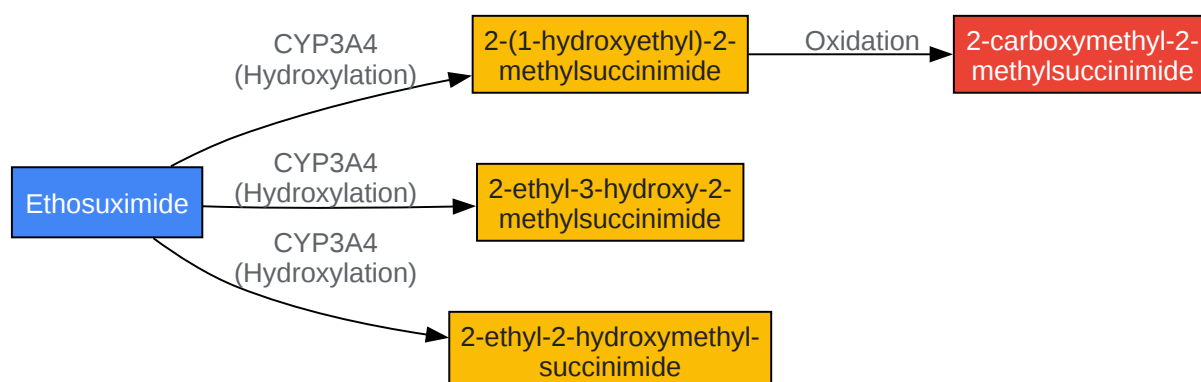 CYP3A4
(Hydroxylation)
2-(1-hydroxyethyl)-2-
methylsuccinimide
Oxidation
2-carboxymethyl-2-
methylsuccinimide
Ethosuximide
CYP3A4
(Hydroxylation)
2-ethyl-3-hydroxy-2-
methylsuccinimide
CYP3A4
(Hydroxylation)
2-ethyl-2-hydroxymethyl-
succinimide